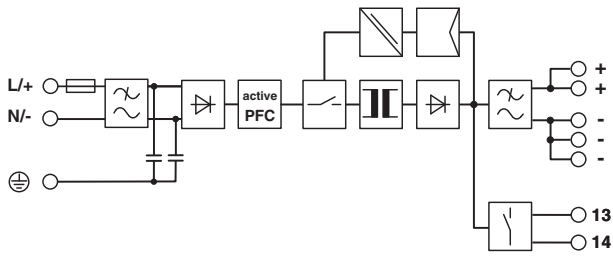 L/+
N/-
active
PFC
+
+
-
-
-
13
14